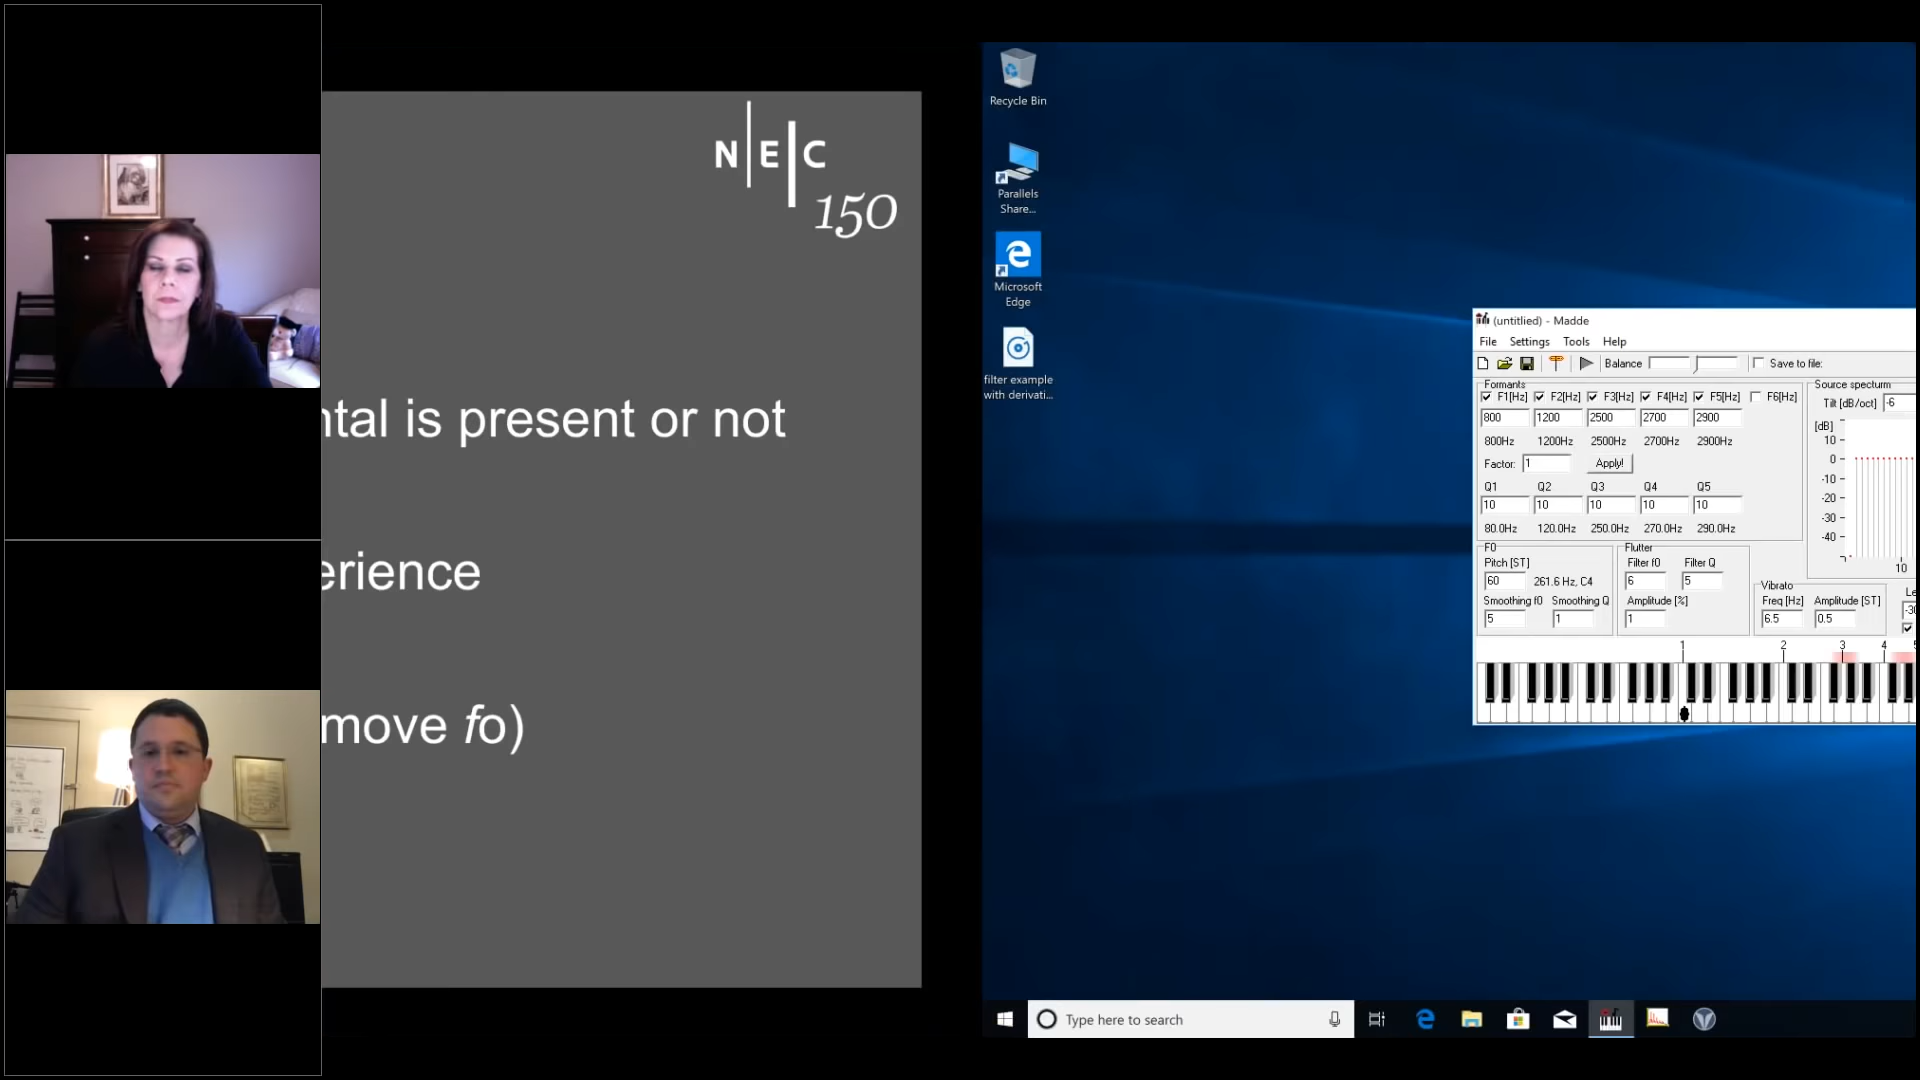 N E C
150
ntal is present or not
erience
move fo)
Recycle Bin
Parallels
Share...
Microsoft
Edge
filter example
with derivati...
(untitlied) - Madde
File Settings Tools Help
Balance Save to file:
Formants
F1[Hz] F2[Hz] F3[Hz] F4[Hz] F5[Hz] F6[Hz]
800 1200 2500 2700 2900
800Hz 1200Hz 2500Hz 2700Hz 2900Hz
Factor: 1 Apply!
Q1 Q2 Q3 Q4 Q5
10 10 10 10 10
80.0Hz 120.0Hz 250.0Hz 270.0Hz 290.0Hz
Source specturm
Tilt [dB/oct] -6
[dB]
10
0
-10
-20
-30
-40
10
F0
Pitch [ST]
60 261.6 Hz, C4
Smoothing f0 Smoothing Q
5 1
Flutter
Filter f0 Filter Q
6 5
Amplitude [%]
1
Vibrato
Freq [Hz] Amplitude [ST]
6.5 0.5
Le
-30
1 2 3 4
Type here to search